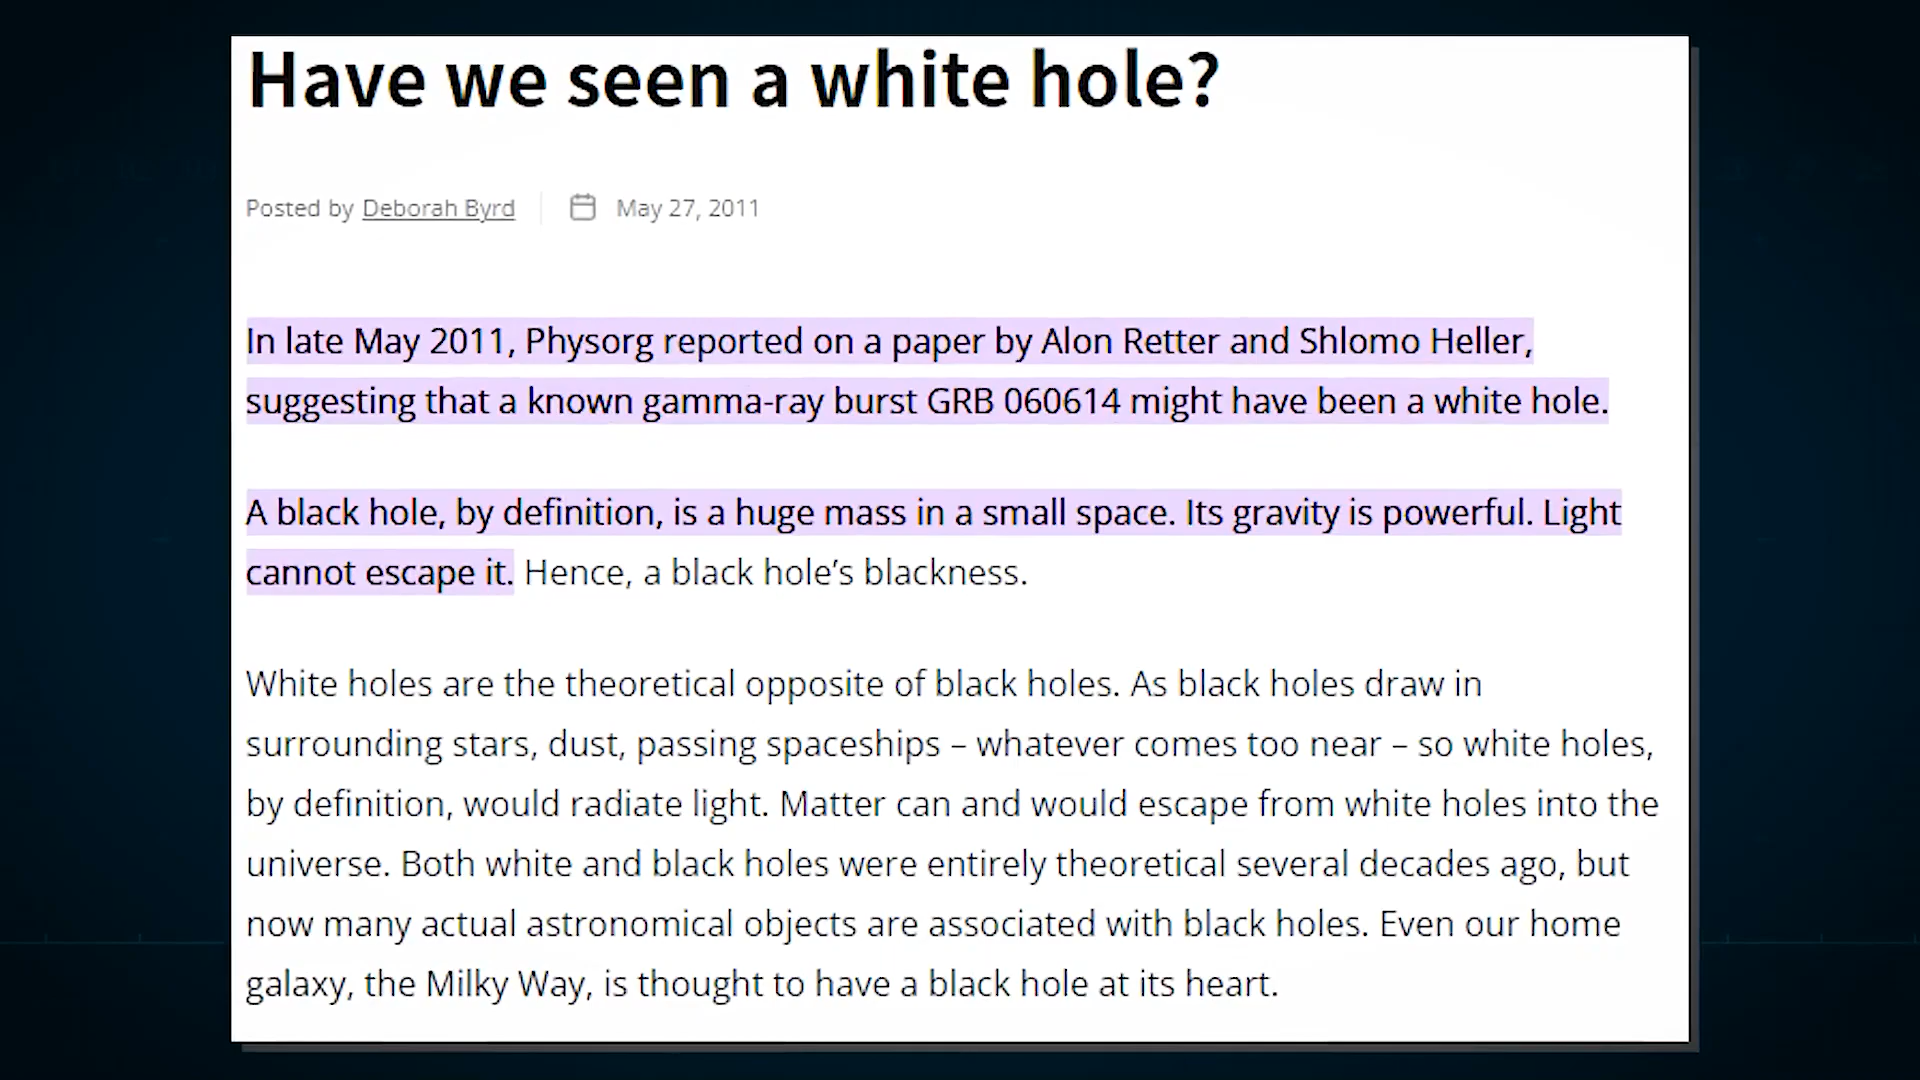 Have we seen a white hole?
Posted by Deborah Byrd
May 27, 2011
In late May 2011, Physorg reported on a paper by Alon Retter and Shlomo Heller,
suggesting that a known gamma-ray burst GRB 060614 might have been a white hole.
A black hole, by definition, is a huge mass in a small space. Its gravity is powerful. Light
cannot escape it. Hence, a black hole’s blackness.
White holes are the theoretical opposite of black holes. As black holes draw in
surrounding stars, dust, passing spaceships – whatever comes too near – so white holes,
by definition, would radiate light. Matter can and would escape from white holes into the
universe. Both white and black holes were entirely theoretical several decades ago, but
now many actual astronomical objects are associated with black holes. Even our home
galaxy, the Milky Way, is thought to have a black hole at its heart.